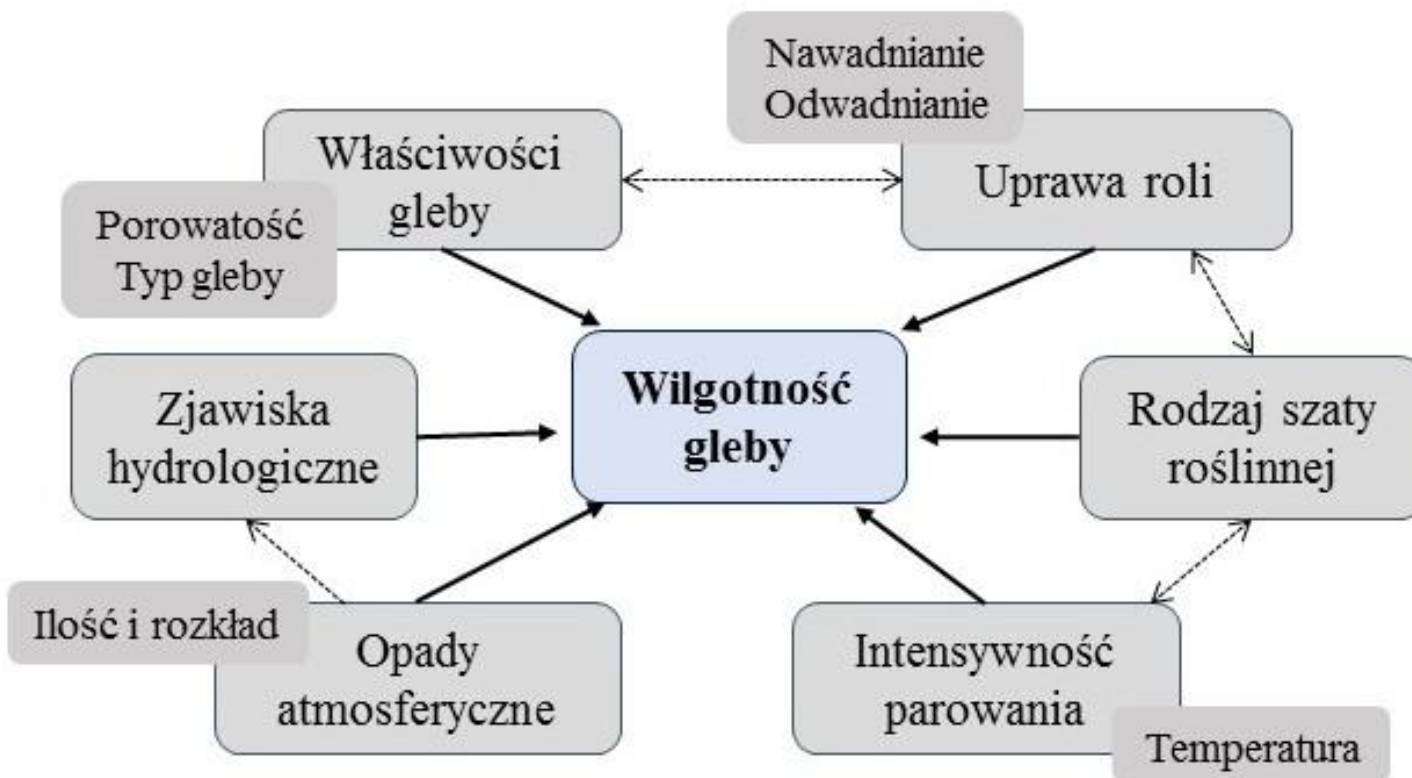 Nawadnianie
Odwadnianie
Właściwości
gleby
Uprawa roli
Porowatość
Typ gleby
Wilgotność
gleby
Zjawiska
hydrologiczne
Rodzaj szaty
roślinnej
Ilość i rozkład
Opady
atmosferyczne
Intensywność
parowania
Temperatura